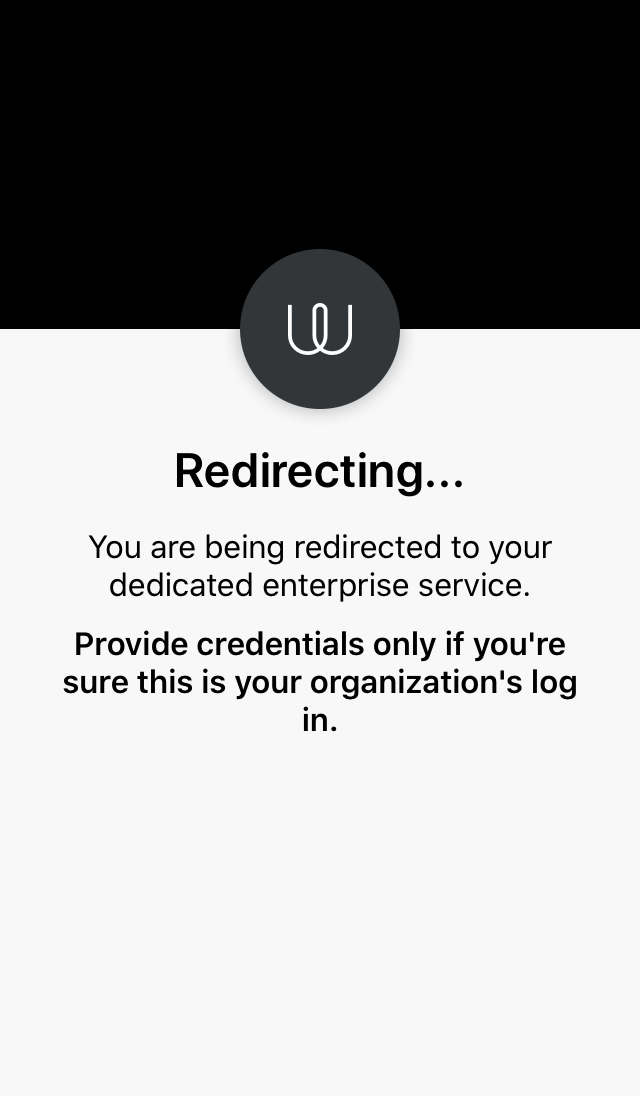 Redirecting...
You are being redirected to your
dedicated enterprise service.
Provide credentials only if you're
sure this is your organization's log
in.